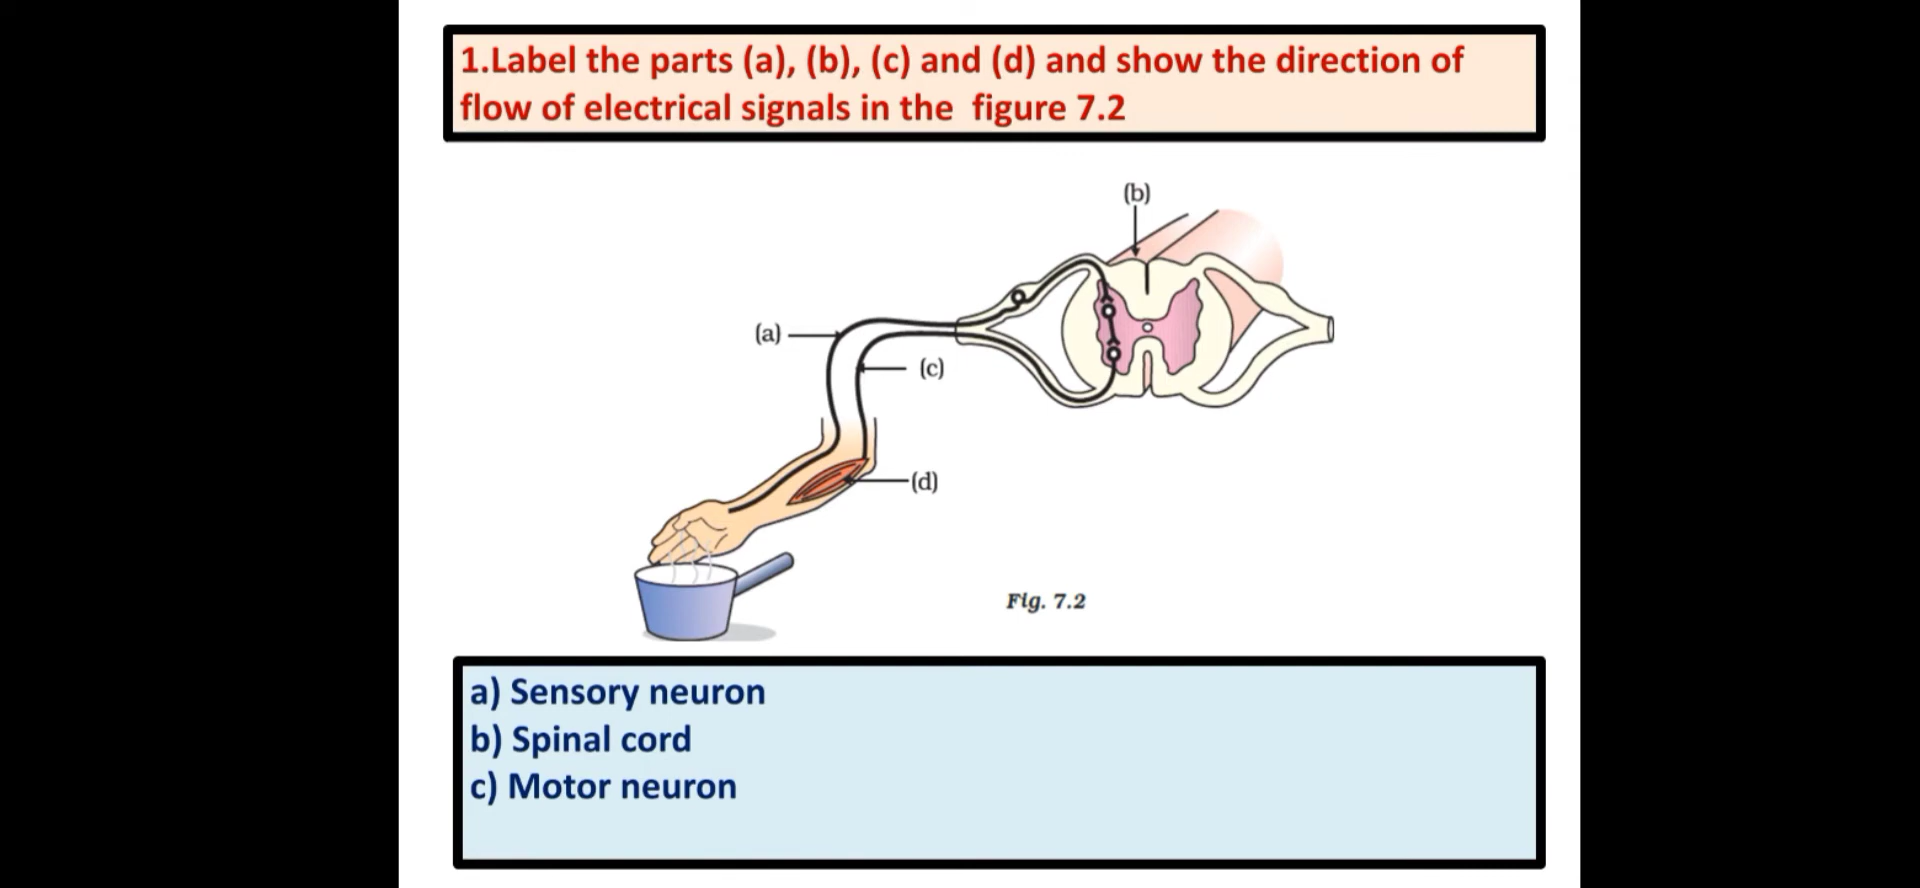 1.Label the parts (a), (b), (c) and (d) and show the direction of
flow of electrical signals in the figure 7.2
(b)
(a)
(c)
(d)
Fig. 7.2
a) Sensory neuron
b) Spinal cord
c) Motor neuron